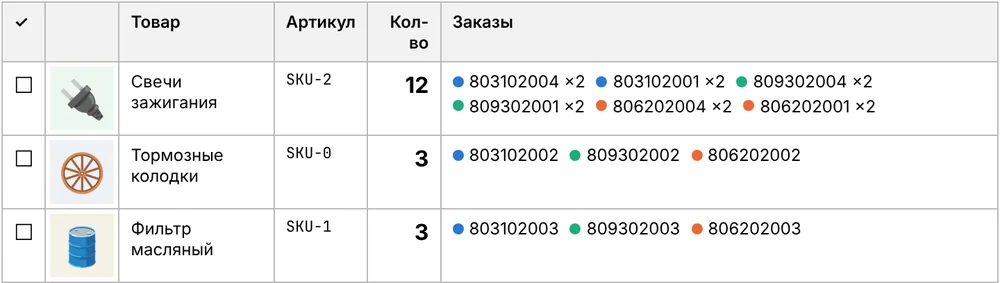 ✓ Товар Артикул Кол-во Заказы
Свечи зажигания SKU-2 12 803102004 ×2 803102001 ×2 809302004 ×2
809302001 ×2 806202004 ×2 806202001 ×2
Тормозные колодки SKU-0 3 803102002 809302002 806202002
Фильтр масляный SKU-1 3 803102003 809302003 806202003